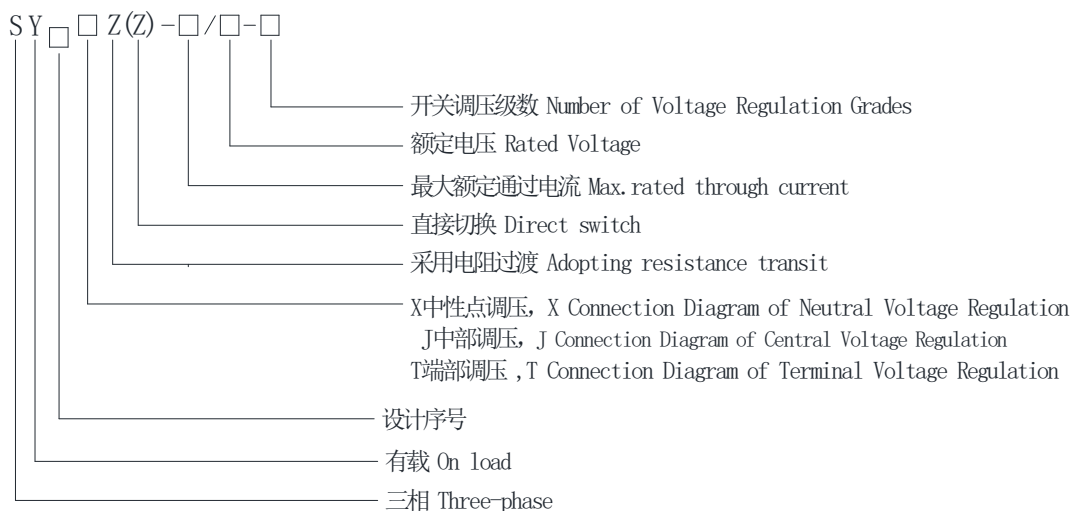 SY□ □ Z(Z)-□/□-□
开关调压级数 Number of Voltage Regulation Grades
额定电压 Rated Voltage
最大额定通过电流 Max.rated through current
直接切换 Direct switch
采用电阻过渡 Adopting resistance transit
X中性点调压, X Connection Diagram of Neutral Voltage Regulation
J中部调压, J Connection Diagram of Central Voltage Regulation
T端部调压 ,T Connection Diagram of Terminal Voltage Regulation
设计序号
有载 On load
三相 Three-phase